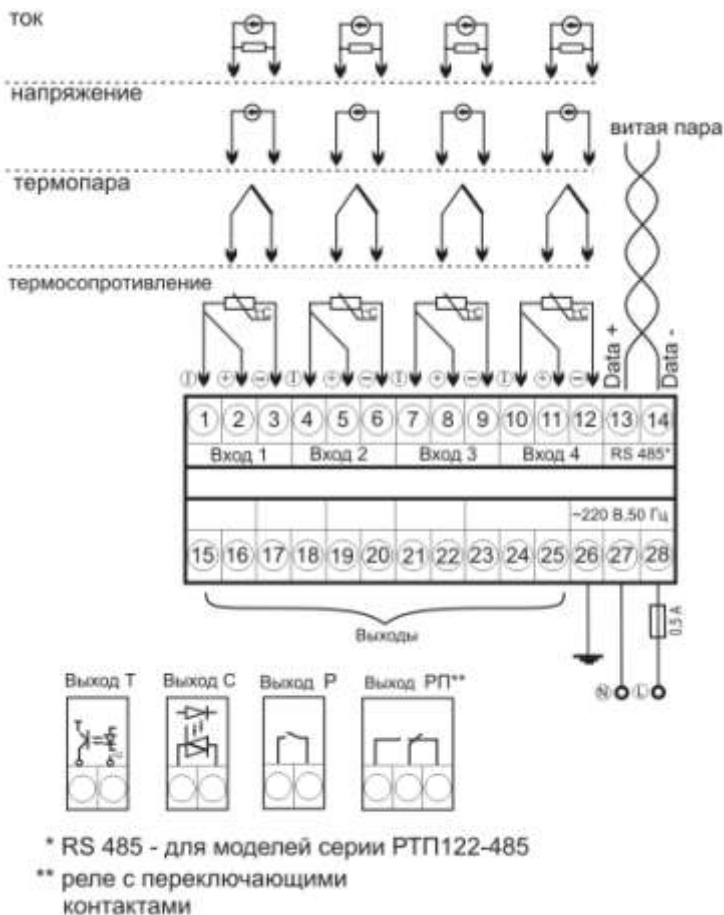 ток
напряжение
витая пара
термопара
термосопротивление
t°C t°C t°C t°C
Data + Data -
I + − I + − I + − I + −
1 2 3 4 5 6 7 8 9 10 11 12 13 14
Вход 1 Вход 2 Вход 3 Вход 4 RS 485*
~220 В,50 Гц
15 16 17 18 19 20 21 22 23 24 25 26 27 28
Выходы
0,5 А
N L
Выход Т Выход С Выход Р Выход РП**
* RS 485 - для моделей серии РТП122-485
** реле с переключающими
контактами